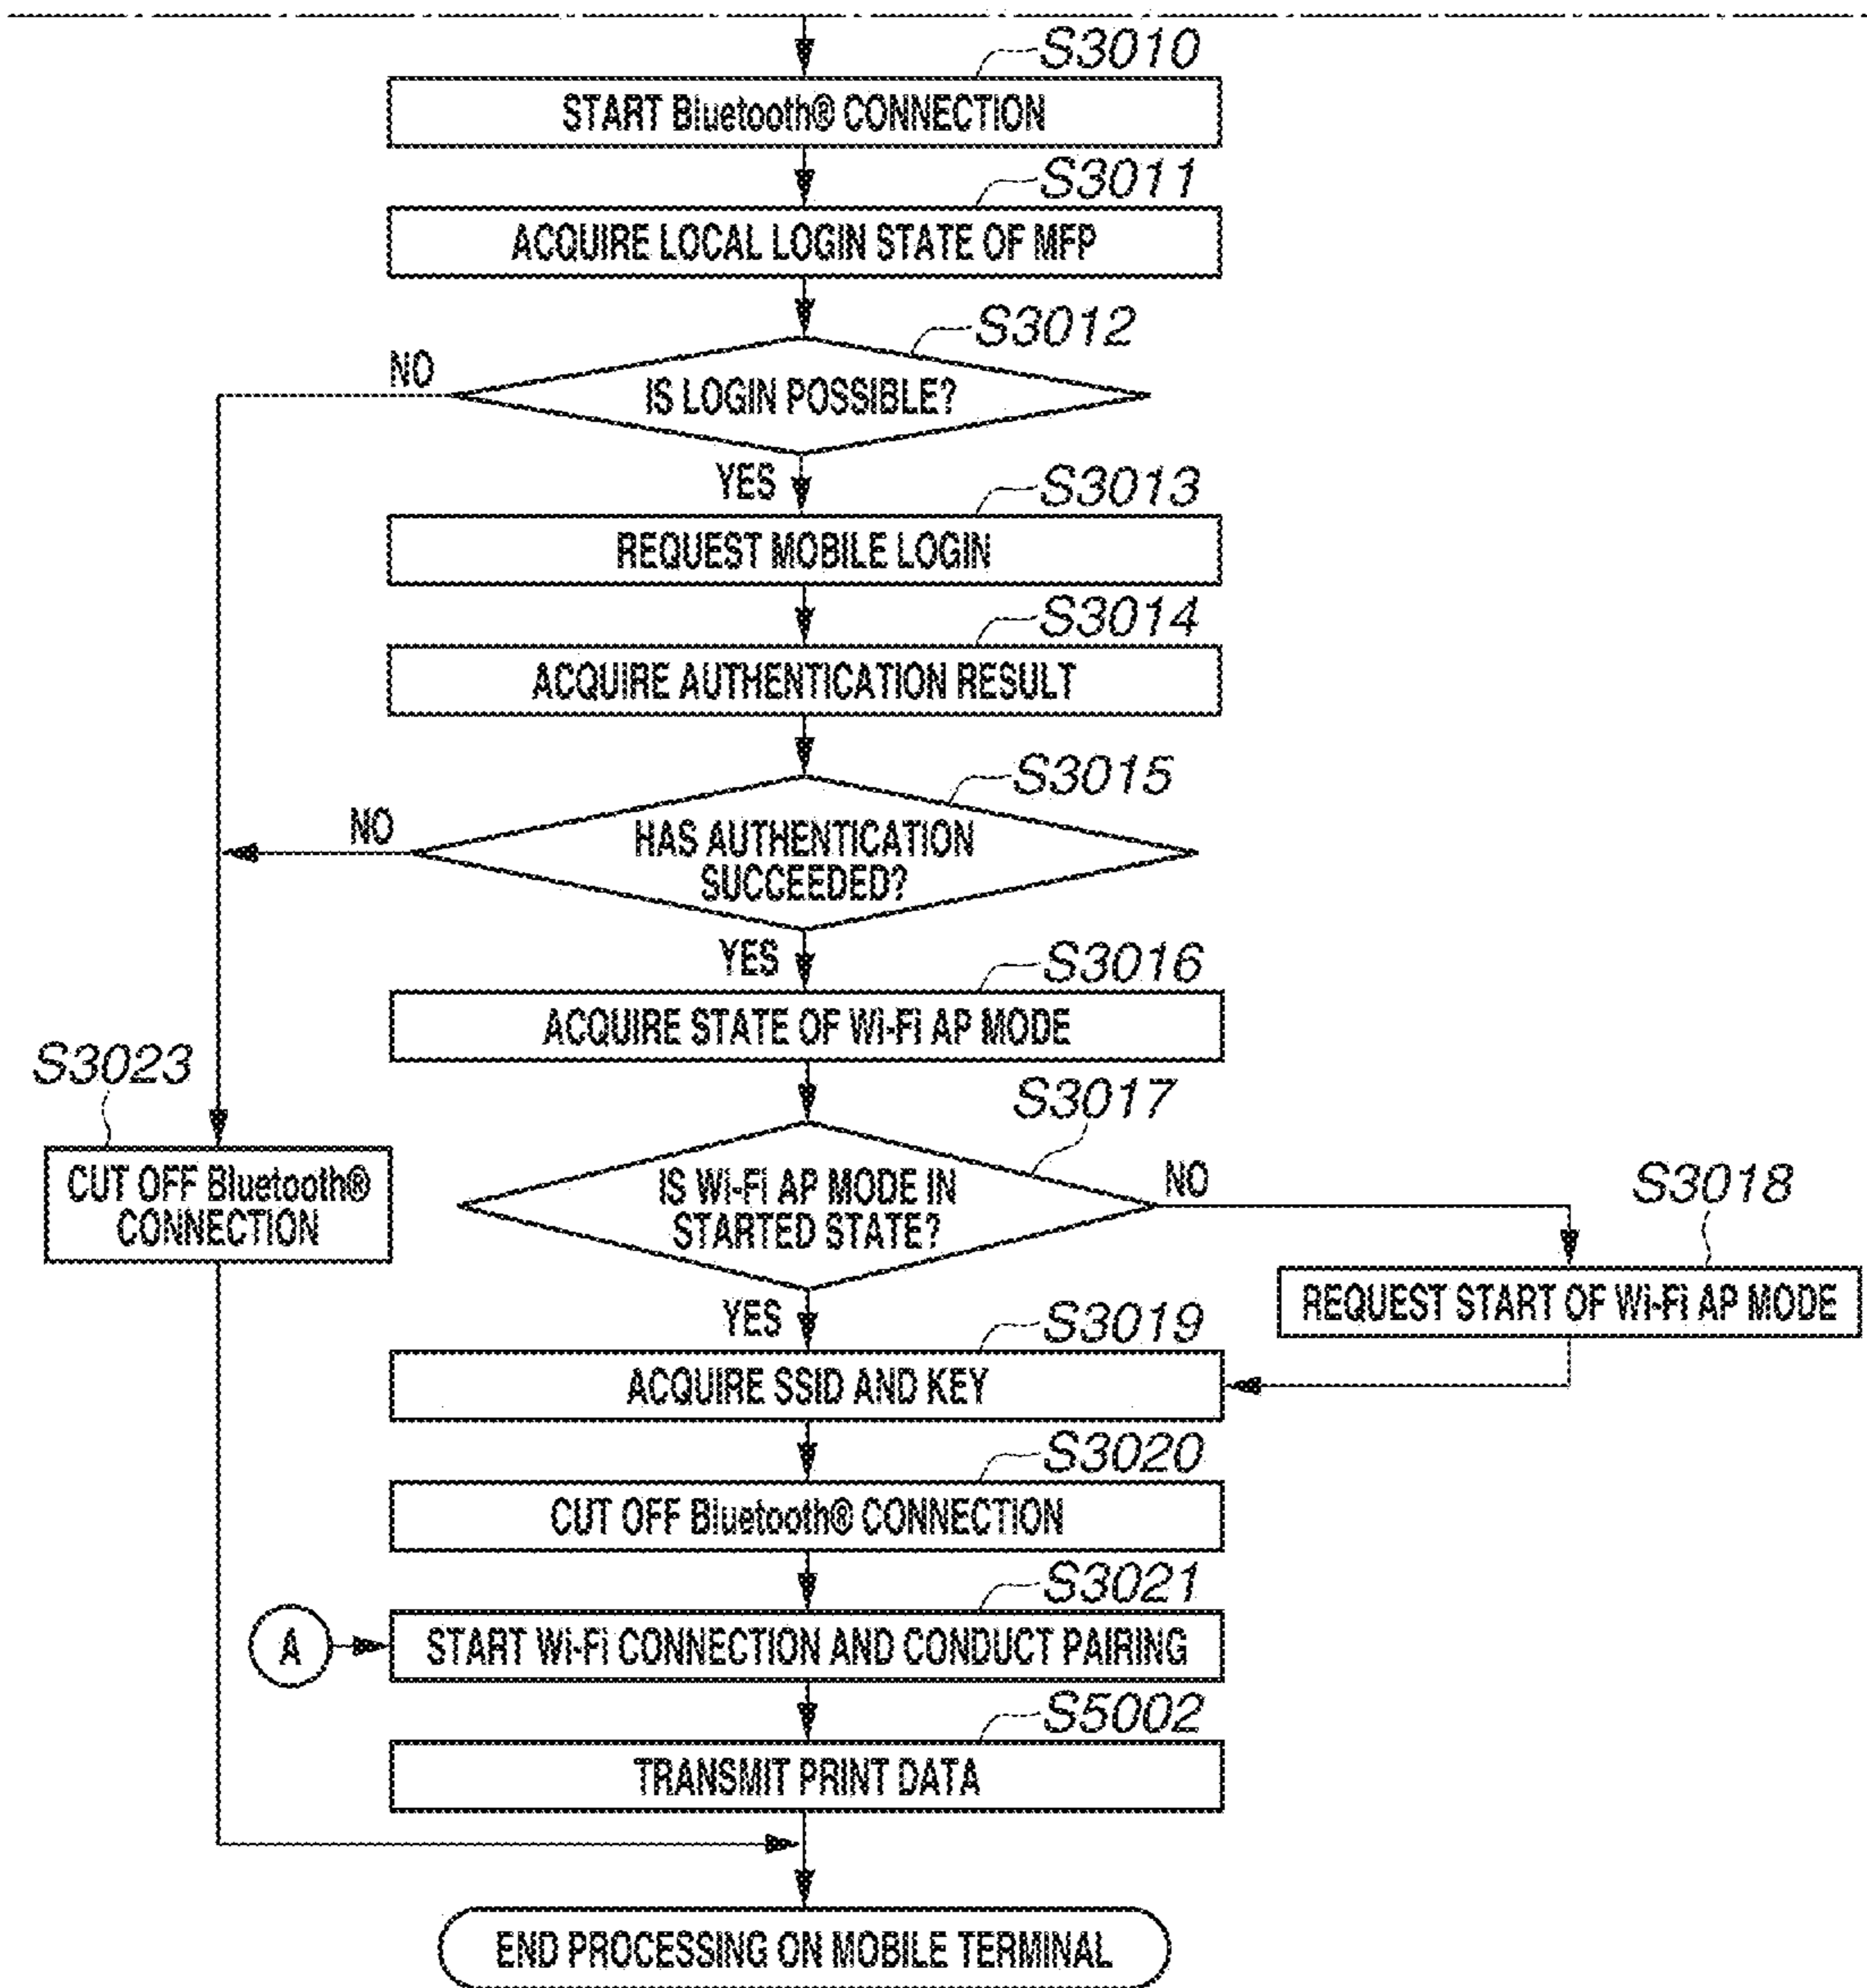 S3010
START Bluetooth® CONNECTION
S3011
ACQUIRE LOCAL LOGIN STATE OF MFP
S3012
NO
IS LOGIN POSSIBLE?
YES
S3013
REQUEST MOBILE LOGIN
S3014
ACQUIRE AUTHENTICATION RESULT
S3015
NO
HAS AUTHENTICATION
SUCCEEDED?
YES
S3016
ACQUIRE STATE OF Wi-Fi AP MODE
S3023
CUT OFF Bluetooth®
CONNECTION
S3017
IS Wi-Fi AP MODE IN
STARTED STATE?
NO
S3018
REQUEST START OF Wi-Fi AP MODE
YES
S3019
ACQUIRE SSID AND KEY
S3020
CUT OFF Bluetooth® CONNECTION
S3021
A
START Wi-Fi CONNECTION AND CONDUCT PAIRING
S5002
TRANSMIT PRINT DATA
END PROCESSING ON MOBILE TERMINAL